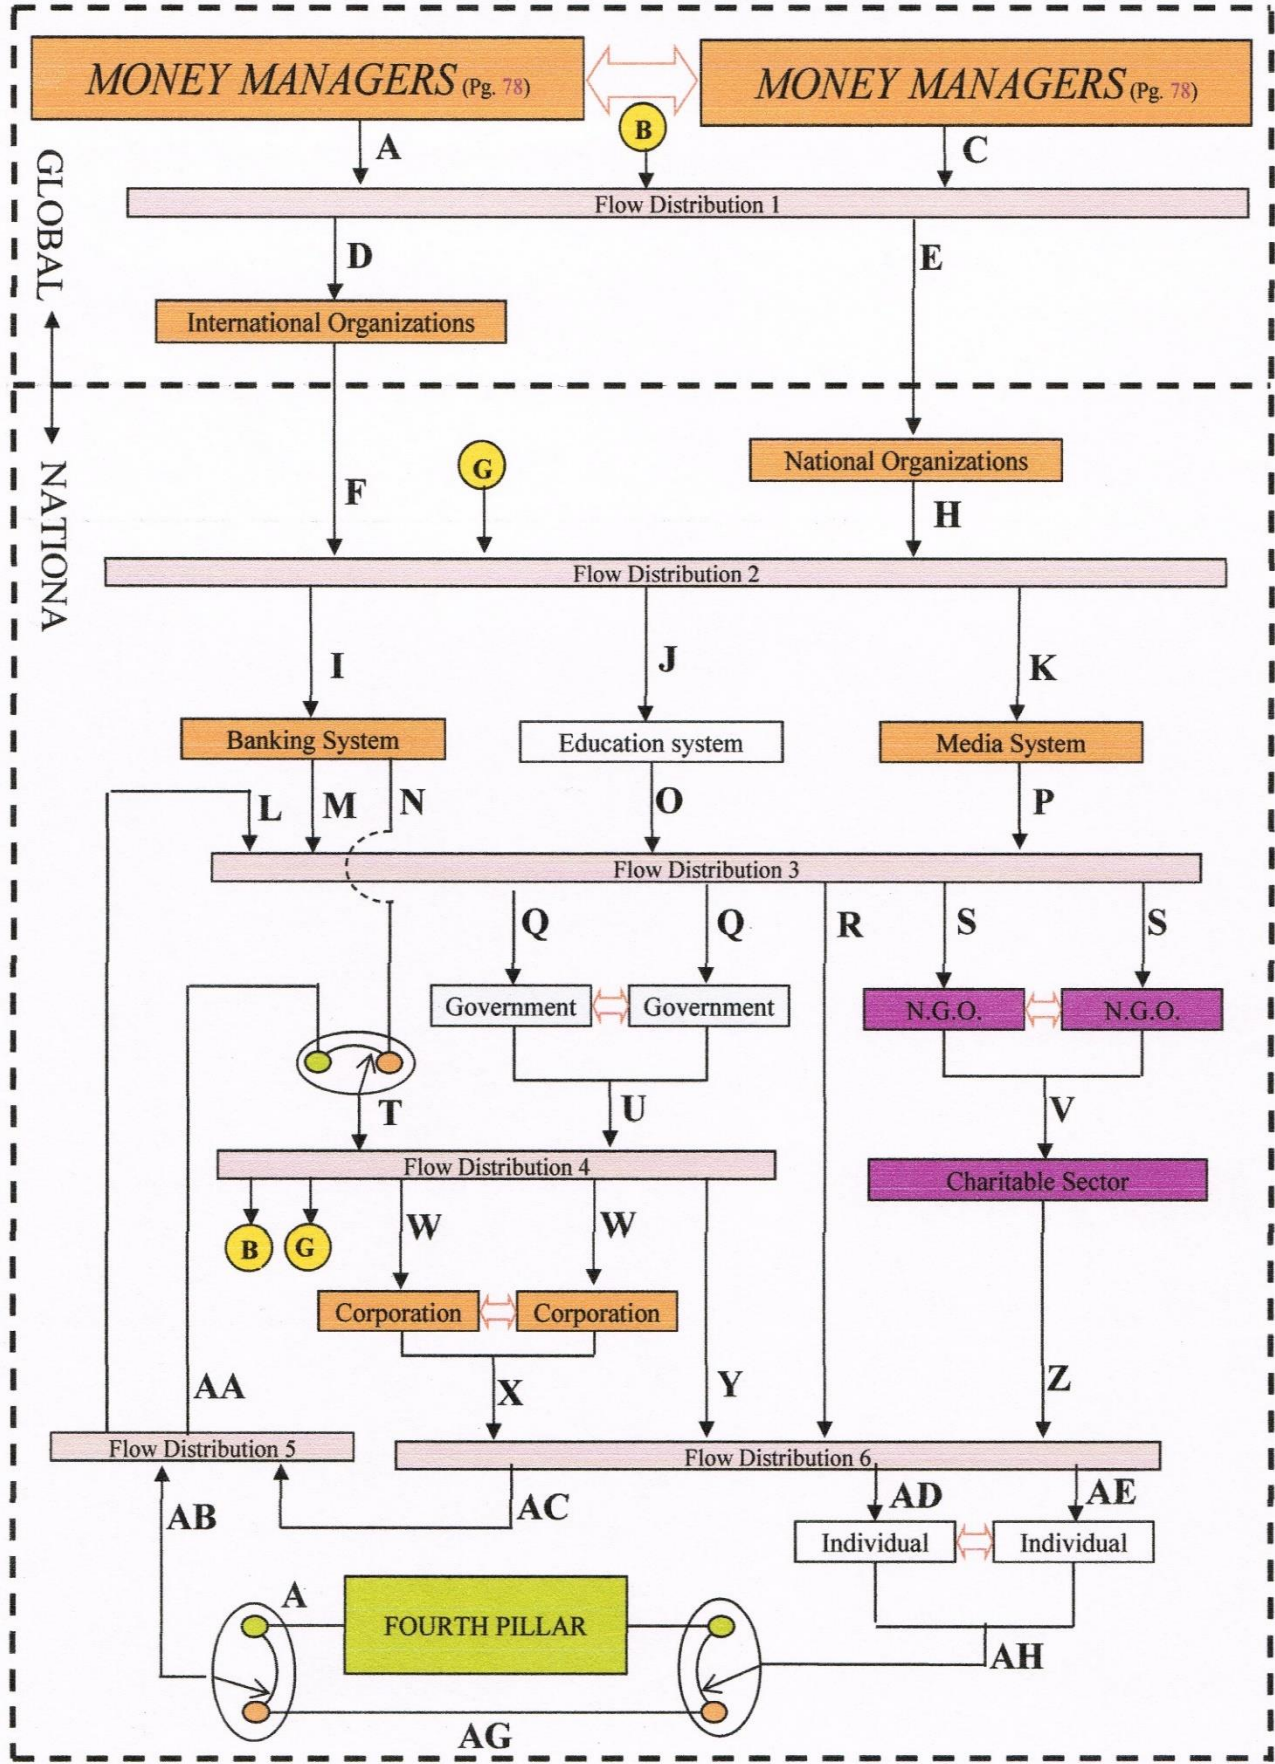 MONEY MANAGERS (Pg. 78)
MONEY MANAGERS (Pg. 78)
B
A
C
GLOBAL
Flow Distribution 1
D
E
International Organizations
NATIONA
G
National Organizations
F
H
Flow Distribution 2
I
J
K
Banking System
Education system
Media System
L
M
N
O
P
Flow Distribution 3
Q
Q
R
S
S
Government
Government
N.G.O.
N.G.O.
T
U
V
Flow Distribution 4
Charitable Sector
B
G
W
W
Corporation
Corporation
AA
X
Y
Z
Flow Distribution 5
Flow Distribution 6
AB
AC
AD
AE
Individual
Individual
A
FOURTH PILLAR
AH
AG